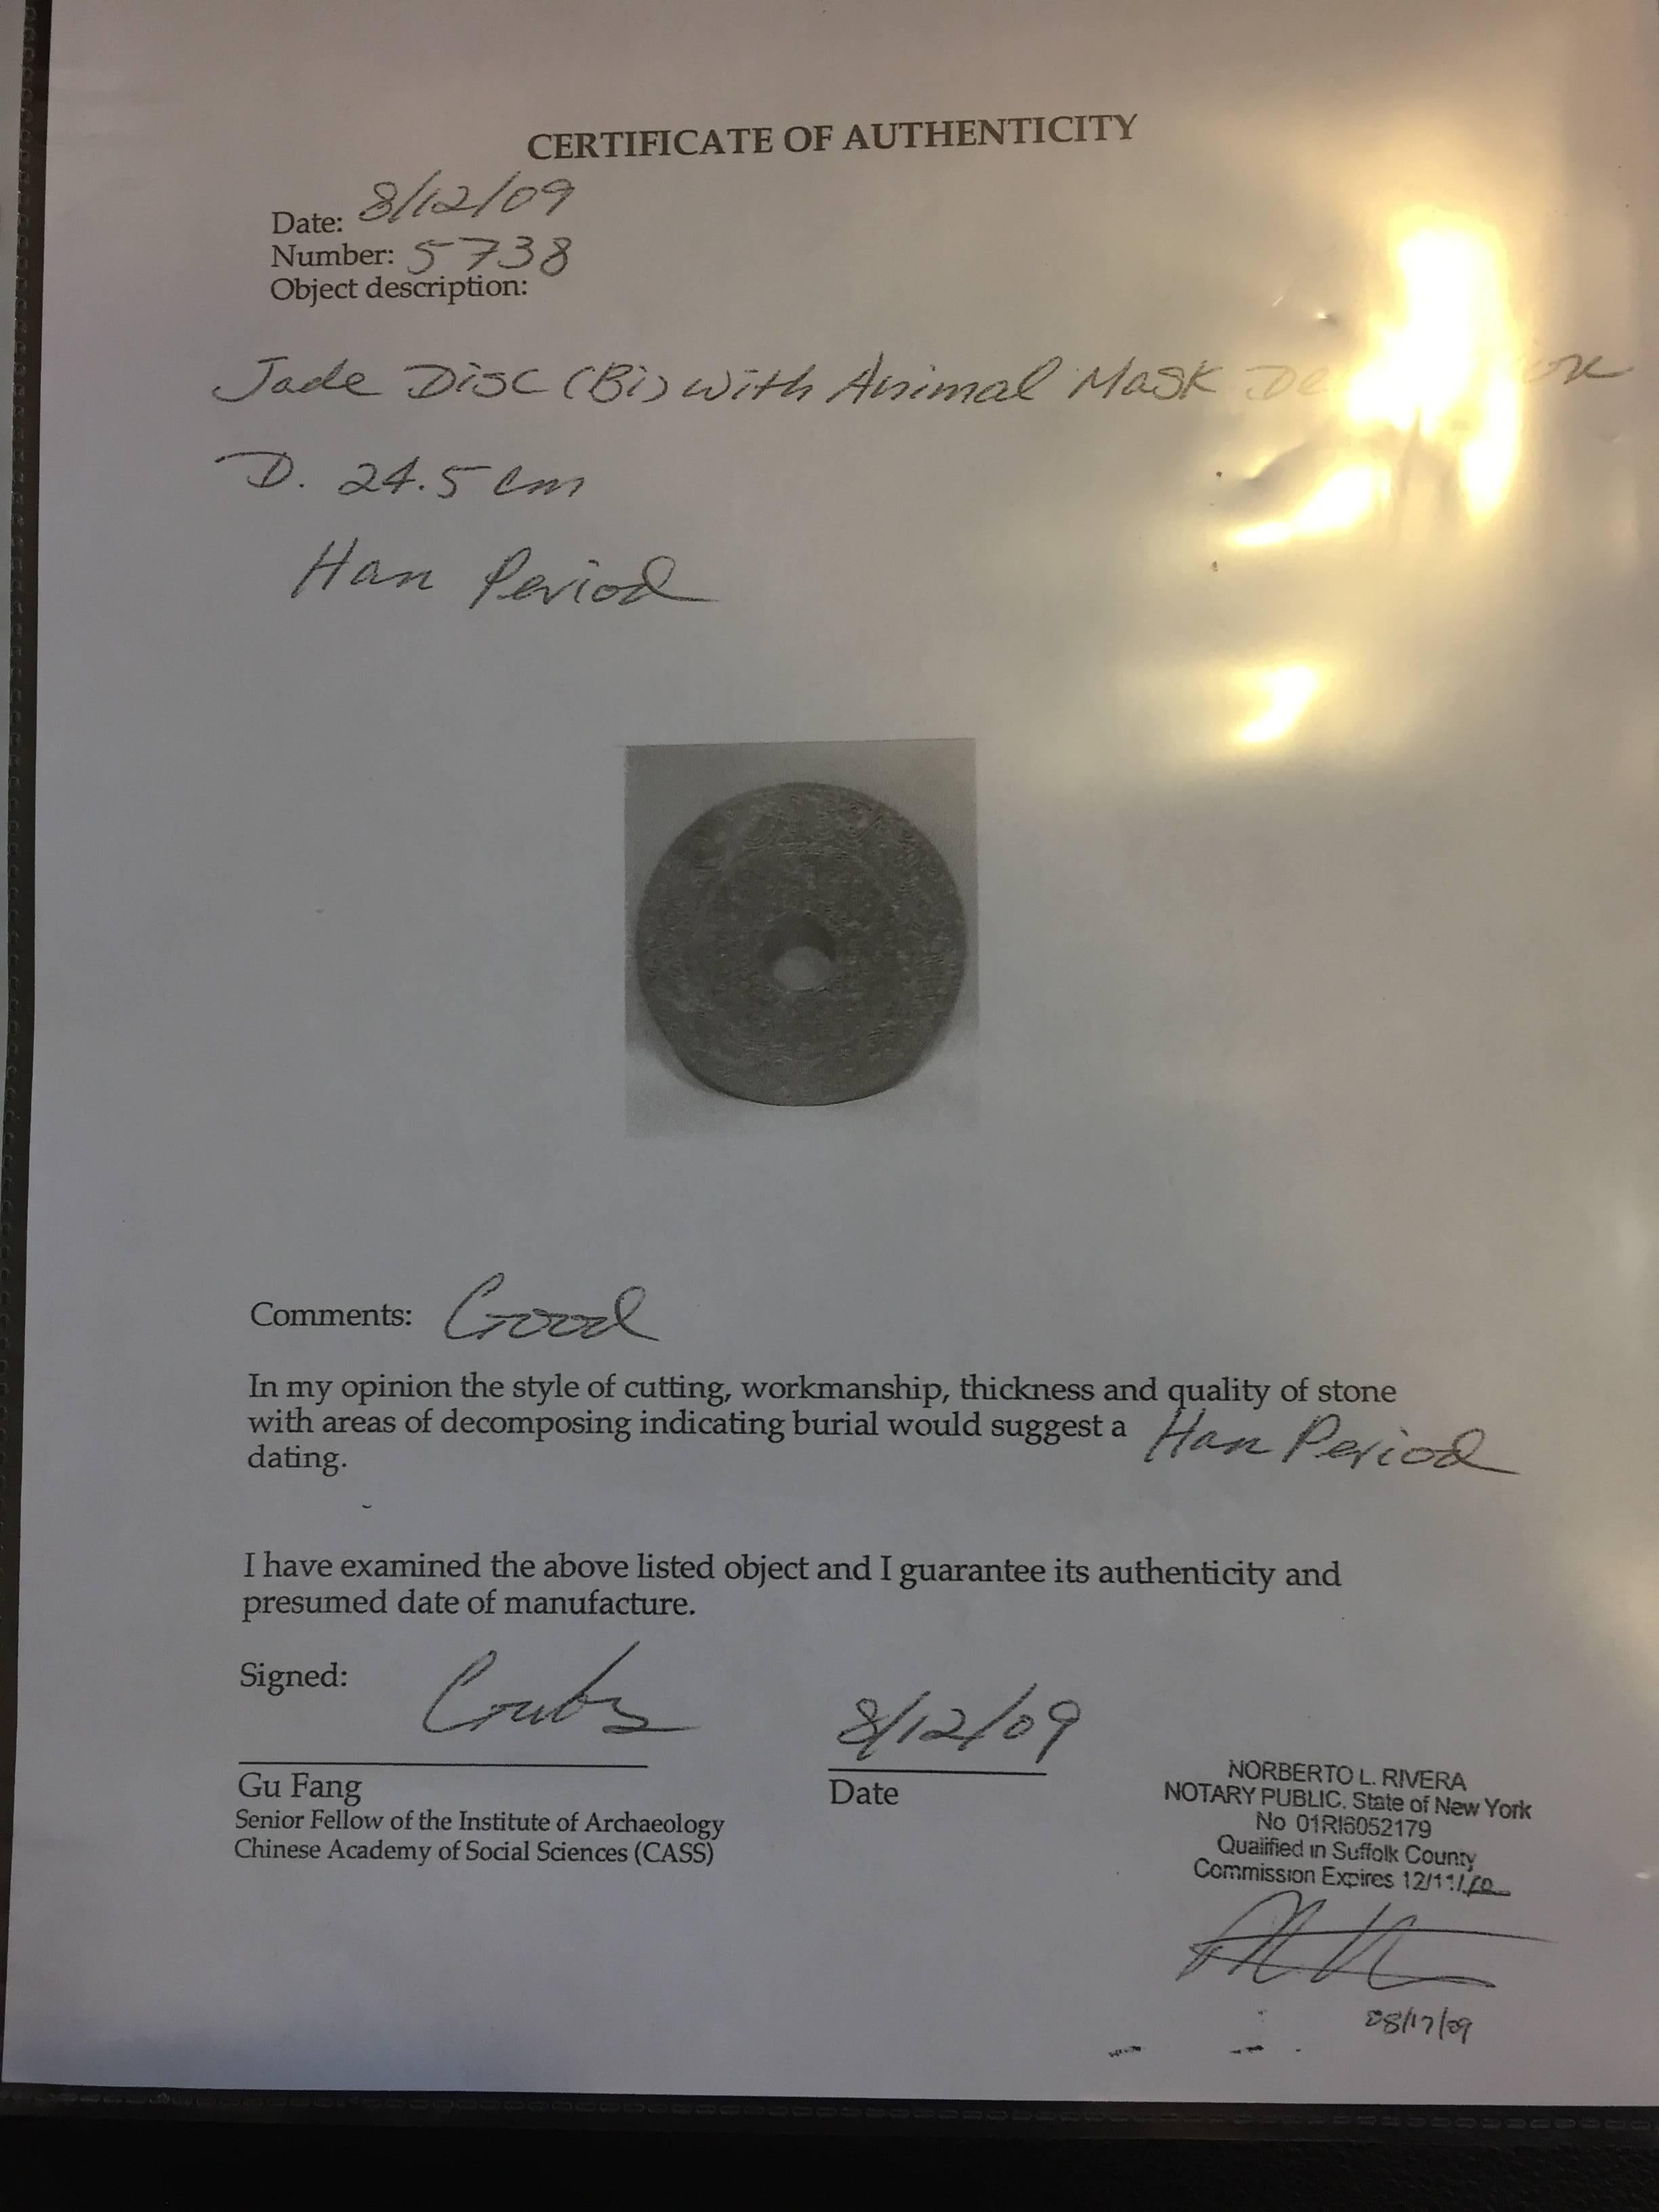 CERTIFICATE OF AUTHENTICITY
Date: 8/12/09
Number: 5738
Object description:
Jade Disc (Bi) with Animal Mask
D. 24.5 cm
Han Period
Comments: Good
In my opinion the style of cutting, workmanship, thickness and quality of stone
with areas of decomposing indicating burial would suggest a Han Period
dating.
I have examined the above listed object and I guarantee its authenticity and
presumed date of manufacture.
Signed:
8/12/09
Gu Fang
Date
Senior Fellow of the Institute of Archaeology
Chinese Academy of Social Sciences (CASS)
NORBERTO L. RIVERA
NOTARY PUBLIC, State of New York
No 01RI6052179
Qualified in Suffolk County
Commission Expires
08/17/09